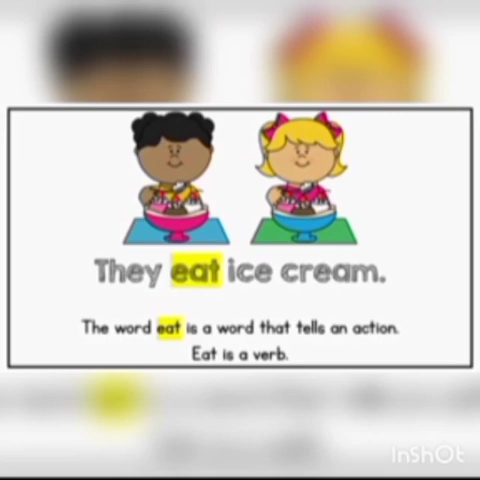 They eat ice cream.
The word eat is a word that tells an action.
Eat is a verb.
InShOt